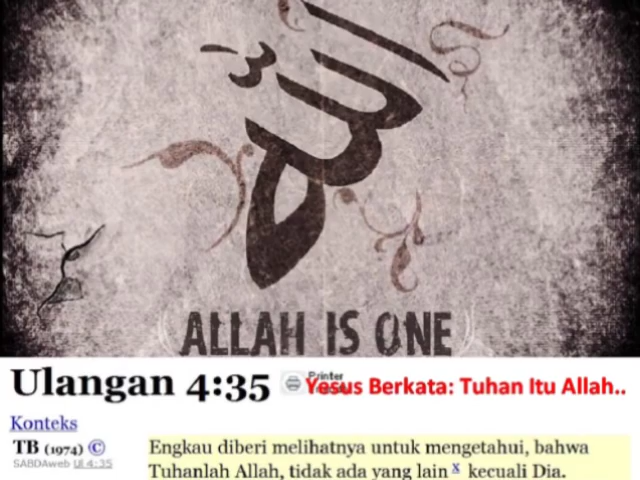 الله
ALLAH IS ONE
Ulangan 4:35 Printer Yesus Berkata: Tuhan Itu Allah..
Konteks
TB (1974) © Engkau diberi melihatnya untuk mengetahui, bahwa
SABDAweb Ul 4:35 Tuhanlah Allah, tidak ada yang lain x kecuali Dia.